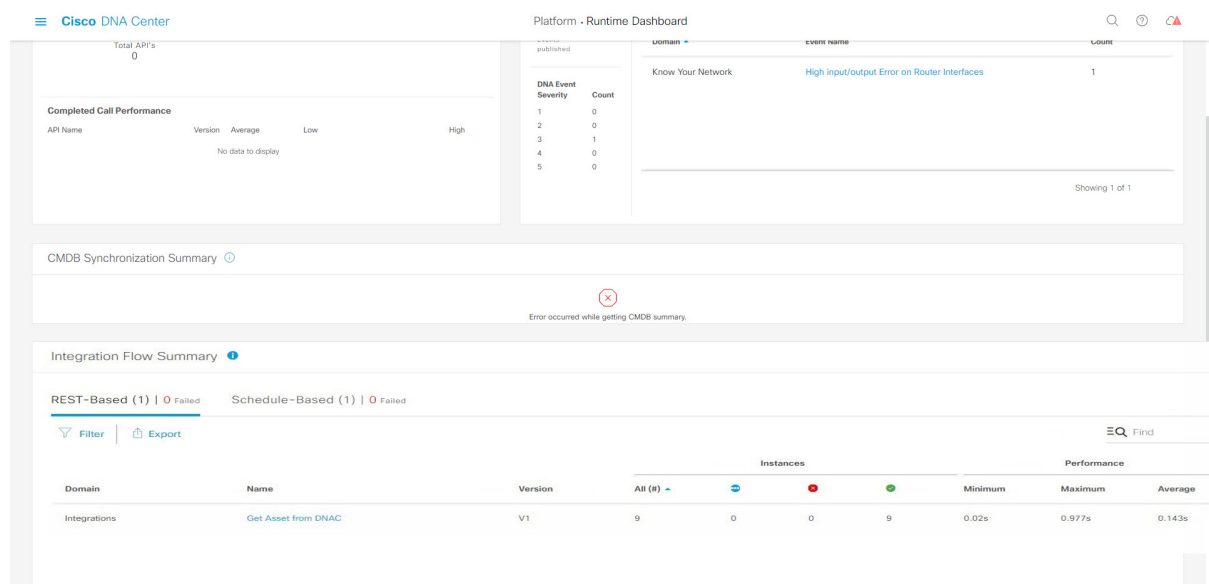 Cisco DNA Center
Platform • Runtime Dashboard
Total API's
0
Completed Call Performance
API Name Version Average Low High
No data to display
published
DNA Event
Severity Count
1 0
2 0
3 1
4 0
5 0
Domain Event Name Count
Know Your Network High input/output Error on Router Interfaces 1
Showing 1 of 1
CMDB Synchronization Summary
Error occurred while getting CMDB summary.
Integration Flow Summary
REST-Based (1) | 0 Failed Schedule-Based (1) | 0 Failed
Filter Export Find
Instances Performance
Domain Name Version All (#) Minimum Maximum Average
Integrations Get Asset from DNAC V1 9 0 0 9 0.02s 0.977s 0.143s